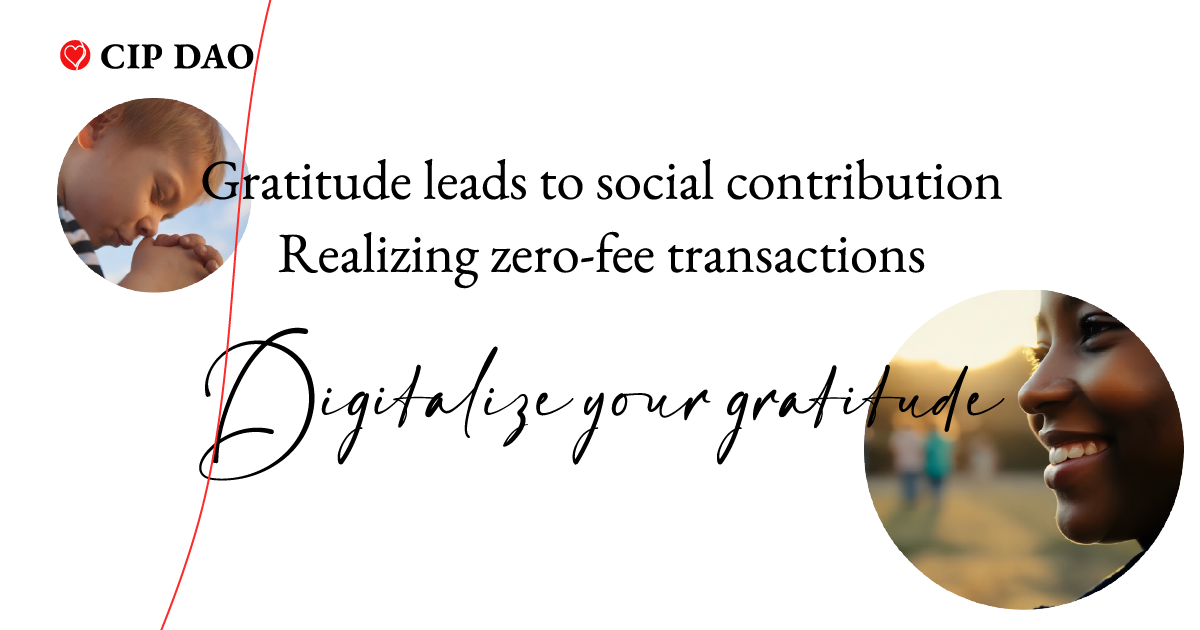 CIP DAO
Gratitude leads to social contribution
Realizing zero-fee transactions
Digitalize your gratitude